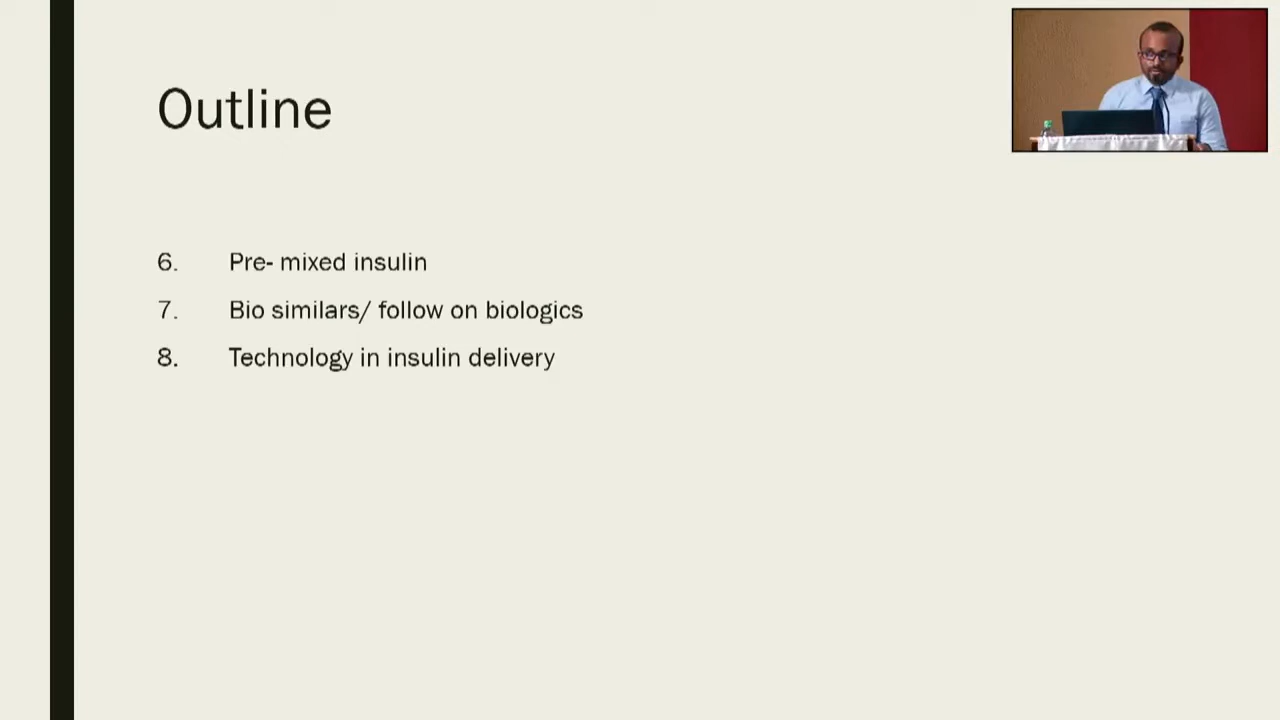 Outline
6. Pre- mixed insulin
7. Bio similars/ follow on biologics
8. Technology in insulin delivery